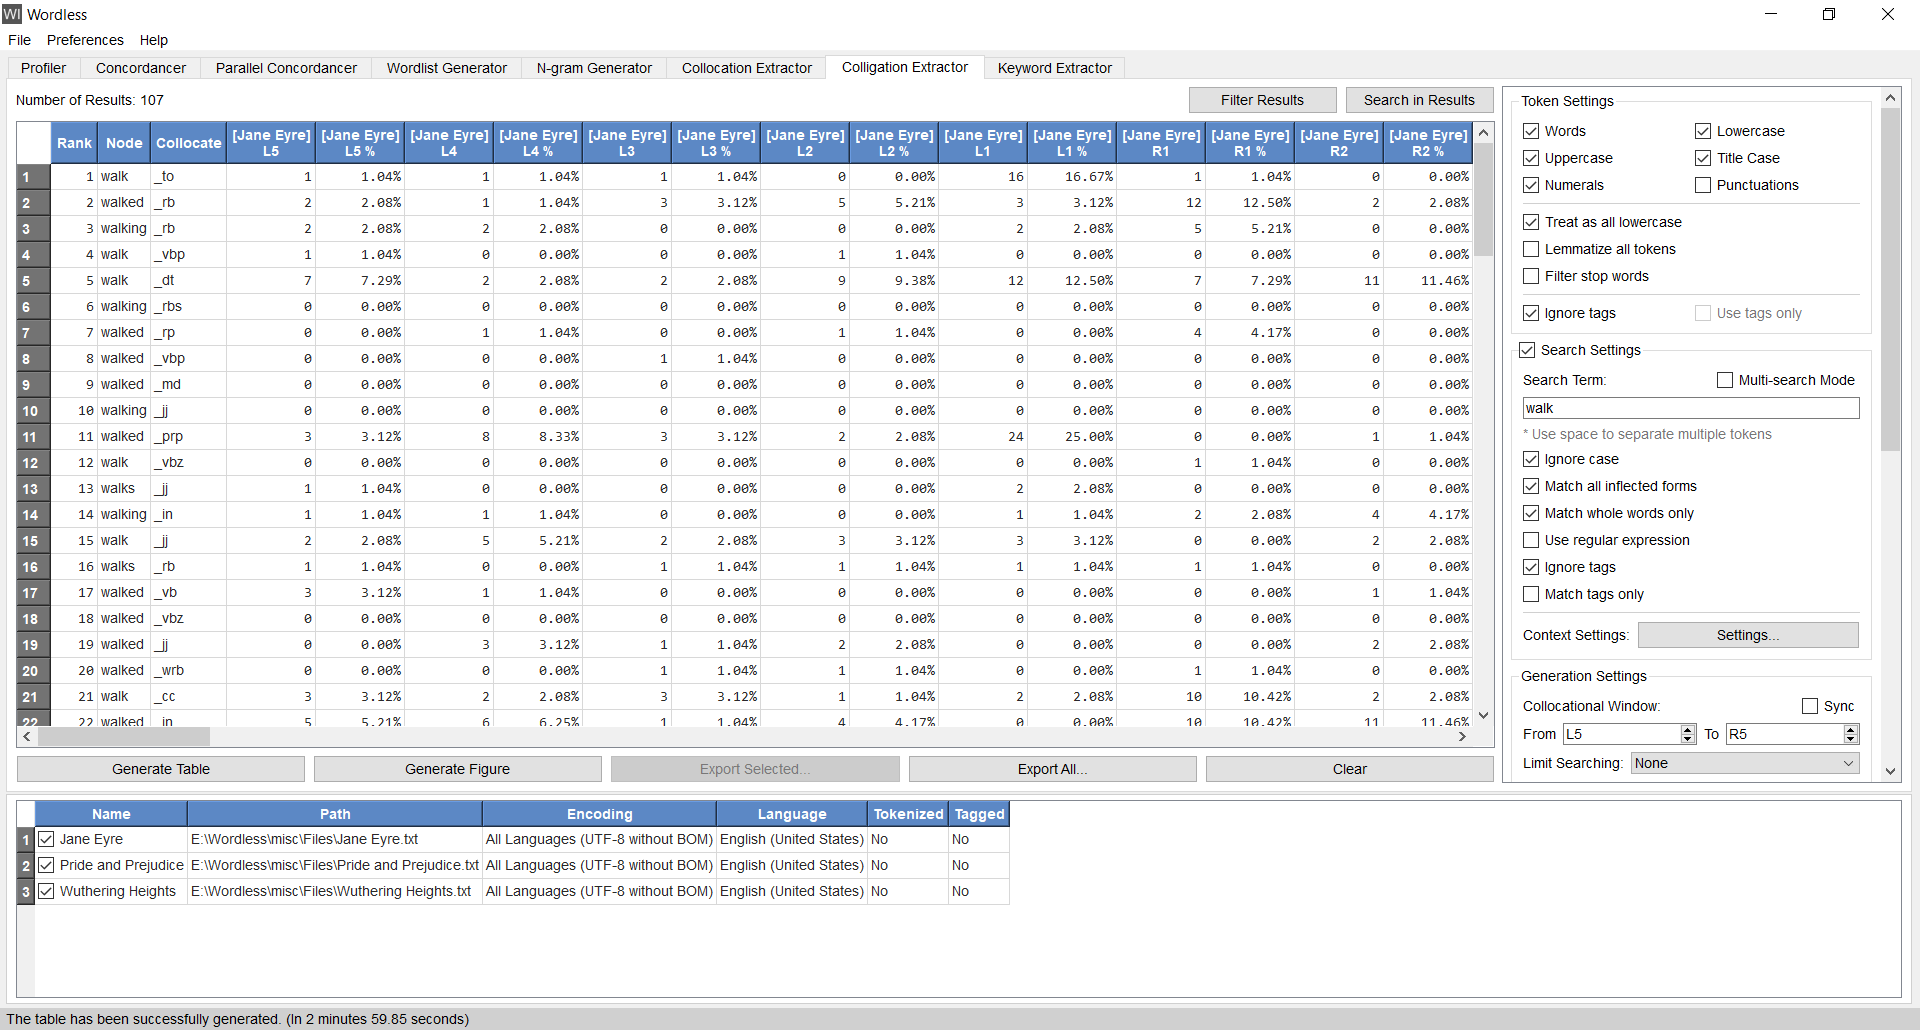 Wl Wordless
File Preferences Help
Profiler Concordancer Parallel Concordancer Wordlist Generator N-gram Generator Collocation Extractor Colligation Extractor Keyword Extractor
Number of Results: 107 Filter Results Search in Results
Rank Node Collocate [Jane Eyre] L5 [Jane Eyre] L5 % [Jane Eyre] L4 [Jane Eyre] L4 % [Jane Eyre] L3 [Jane Eyre] L3 % [Jane Eyre] L2 [Jane Eyre] L2 % [Jane Eyre] L1 [Jane Eyre] L1 % [Jane Eyre] R1 [Jane Eyre] R1 % [Jane Eyre] R2 [Jane Eyre] R2 %
1 1 walk _to 1 1.04% 1 1.04% 1 1.04% 0 0.00% 16 16.67% 1 1.04% 0 0.00%
2 2 walked _rb 2 2.08% 1 1.04% 3 3.12% 5 5.21% 3 3.12% 12 12.50% 2 2.08%
3 3 walking _rb 2 2.08% 2 2.08% 0 0.00% 0 0.00% 2 2.08% 5 5.21% 0 0.00%
4 4 walk _vbp 1 1.04% 0 0.00% 0 0.00% 1 1.04% 0 0.00% 0 0.00% 0 0.00%
5 5 walk _dt 7 7.29% 2 2.08% 2 2.08% 9 9.38% 12 12.50% 7 7.29% 11 11.46%
6 6 walking _rbs 0 0.00% 0 0.00% 0 0.00% 0 0.00% 0 0.00% 0 0.00% 0 0.00%
7 7 walked _rp 0 0.00% 1 1.04% 0 0.00% 1 1.04% 0 0.00% 4 4.17% 0 0.00%
8 8 walked _vbp 0 0.00% 0 0.00% 1 1.04% 0 0.00% 0 0.00% 0 0.00% 0 0.00%
9 9 walked _md 0 0.00% 0 0.00% 0 0.00% 0 0.00% 0 0.00% 0 0.00% 0 0.00%
10 10 walking _jj 0 0.00% 0 0.00% 0 0.00% 0 0.00% 0 0.00% 0 0.00% 0 0.00%
11 11 walked _prp 3 3.12% 8 8.33% 3 3.12% 2 2.08% 24 25.00% 0 0.00% 1 1.04%
12 12 walk _vbz 0 0.00% 0 0.00% 0 0.00% 0 0.00% 0 0.00% 1 1.04% 0 0.00%
13 13 walks _jj 1 1.04% 0 0.00% 0 0.00% 0 0.00% 2 2.08% 0 0.00% 0 0.00%
14 14 walking _in 1 1.04% 1 1.04% 0 0.00% 0 0.00% 1 1.04% 2 2.08% 4 4.17%
15 15 walk _jj 2 2.08% 5 5.21% 2 2.08% 3 3.12% 3 3.12% 0 0.00% 2 2.08%
16 16 walks _rb 1 1.04% 0 0.00% 1 1.04% 1 1.04% 1 1.04% 1 1.04% 0 0.00%
17 17 walked _vb 3 3.12% 1 1.04% 0 0.00% 0 0.00% 0 0.00% 0 0.00% 1 1.04%
18 18 walked _vbz 0 0.00% 0 0.00% 0 0.00% 0 0.00% 0 0.00% 0 0.00% 0 0.00%
19 19 walked _jj 0 0.00% 3 3.12% 1 1.04% 2 2.08% 0 0.00% 0 0.00% 2 2.08%
20 20 walked _wrb 0 0.00% 0 0.00% 1 1.04% 1 1.04% 0 0.00% 1 1.04% 0 0.00%
21 21 walk _cc 3 3.12% 2 2.08% 3 3.12% 1 1.04% 2 2.08% 10 10.42% 2 2.08%
22 22 walked _in 5 5.21% 6 6.25% 1 1.04% 4 4.17% 0 0.00% 10 10.42% 11 11.46%
Generate Table Generate Figure Export Selected... Export All... Clear
Token Settings
Words Lowercase
Uppercase Title Case
Numerals Punctuations
Treat as all lowercase
Lemmatize all tokens
Filter stop words
Ignore tags Use tags only
Search Settings
Search Term: Multi-search Mode
walk
* Use space to separate multiple tokens
Ignore case
Match all inflected forms
Match whole words only
Use regular expression
Ignore tags
Match tags only
Context Settings: Settings...
Generation Settings
Collocational Window: Sync
From L5 To R5
Limit Searching: None
Name Path Encoding Language Tokenized Tagged
1 Jane Eyre E:\Wordless\misc\Files\Jane Eyre.txt All Languages (UTF-8 without BOM) English (United States) No No
2 Pride and Prejudice E:\Wordless\misc\Files\Pride and Prejudice.txt All Languages (UTF-8 without BOM) English (United States) No No
3 Wuthering Heights E:\Wordless\misc\Files\Wuthering Heights.txt All Languages (UTF-8 without BOM) English (United States) No No
The table has been successfully generated. (In 2 minutes 59.85 seconds)